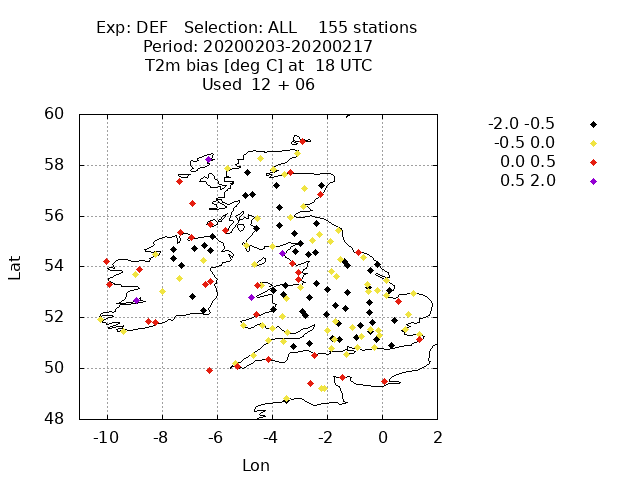 Exp: DEF   Selection: ALL    155 stations
Period: 20200203-20200217
T2m bias [deg C] at  18 UTC
Used  12 + 06
-2.0 -0.5
-0.5 0.0
0.0 0.5
0.5 2.0
60
58
56
54
52
50
48
Lat
-10 -8 -6 -4 -2 0 2
Lon